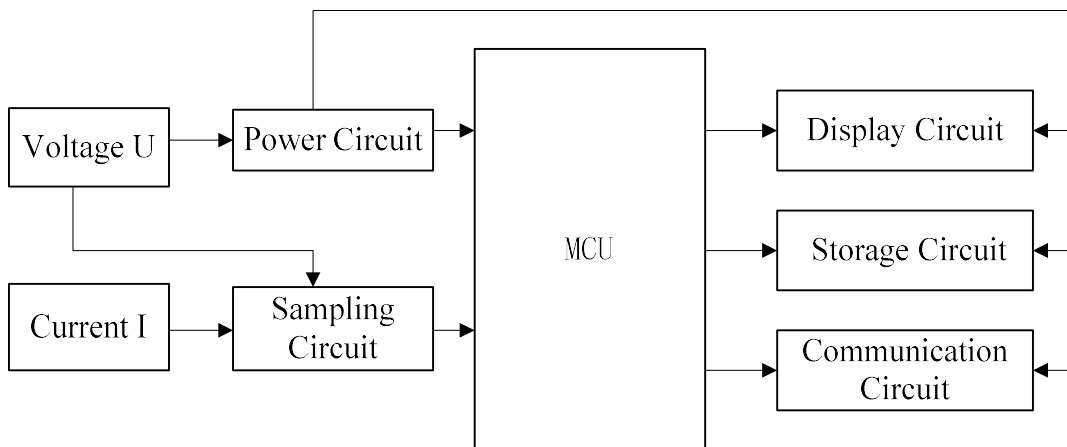 Voltage U
Power Circuit
Current I
Sampling
Circuit
MCU
Display Circuit
Storage Circuit
Communication
Circuit